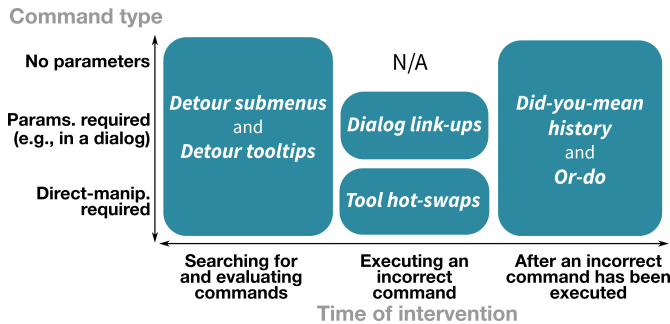 Command type
No parameters
Params. required
(e.g., in a dialog)
Direct-manip.
required
Detour submenus
and
Detour tooltips
N/A
Dialog link-ups
Tool hot-swaps
Did-you-mean
history
and
Or-do
Searching for
and evaluating
commands
Executing an
incorrect
command
After an incorrect
command has been
executed
Time of intervention